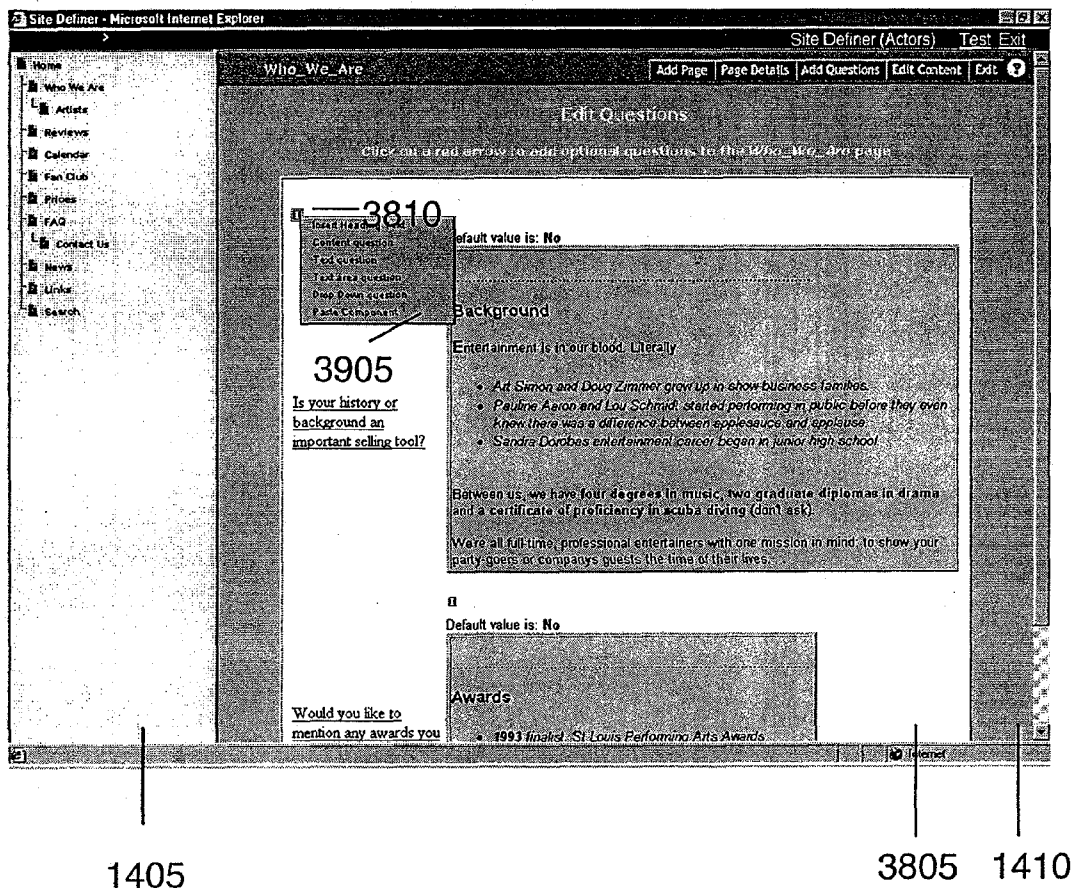 Site Definer - Microsoft Internet Explorer
>
Site Definer (Actors) Test Exit
Home
Who We Are
Artists
Reviews
Calendar
Fan Club
Prices
FAQ
Contact Us
News
Links
Search
Who_We_Are
Add Page Page Details Add Questions Edit Content Exit ?
Edit Questions
Click on a red arrow to add optional questions to the Who_We_Are page
3810
Insert Heading
Content question
Text question
Text area question
Drop Down question
Paste Component
3905
efault value is: No
Background
Entertainment is in our blood. Literally
• Art Simon and Doug Zimmer grew up in show business families.
• Pauline Aaron and Lou Schmidt started performing in public before they even
knew there was a difference between applesauce and applause.
• Sandra Dorobas entertainment career began in junior high school
Is your history or
background an
important selling tool?
Between us, we have four degrees in music, two graduate diplomas in drama
and a certificate of proficiency in scuba diving (don't ask).
We're all full-time, professional entertainers with one mission in mind: to show your
party-goers or companys guests the time of their lives.
Default value is: No
Awards
• 1993 finalist, St Louis Performing Arts Awards
Would you like to
mention any awards you
Internet
1405
3805
1410